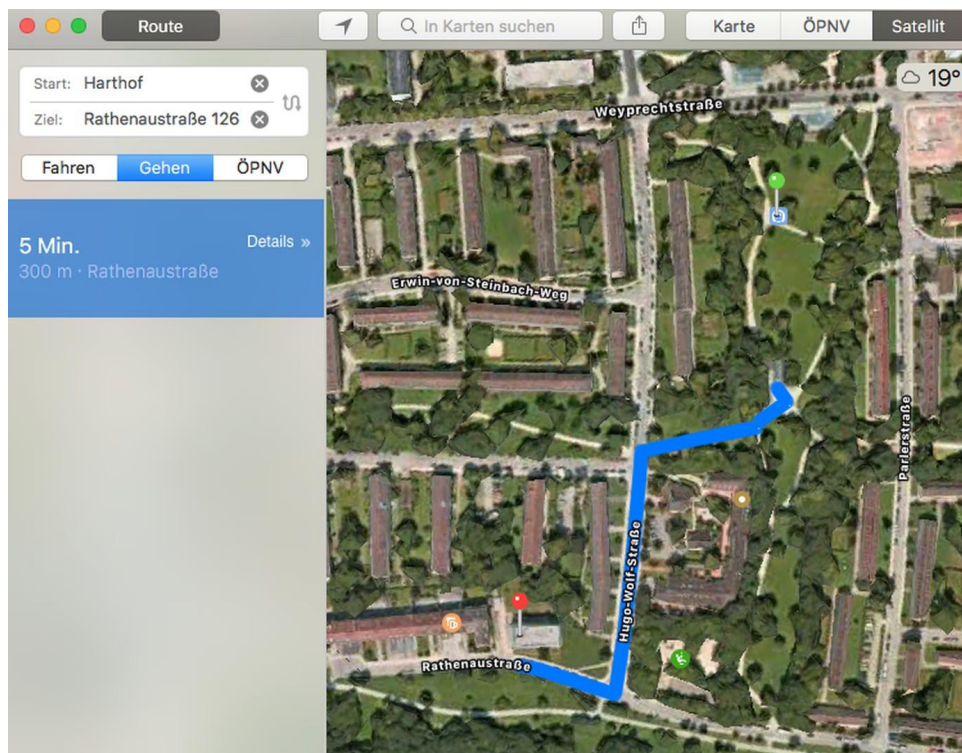 Route
In Karten suchen
Karte
ÖPNV
Satellit
Start: Harthof
Ziel: Rathenaustraße 126
Fahren
Gehen
ÖPNV
5 Min.
Details »
300 m · Rathenaustraße
19°
Weyprechtstraße
Erwin-von-Steinbach-Weg
Parlerstraße
Hugo-Wolf-Straße
Rathenaustraße